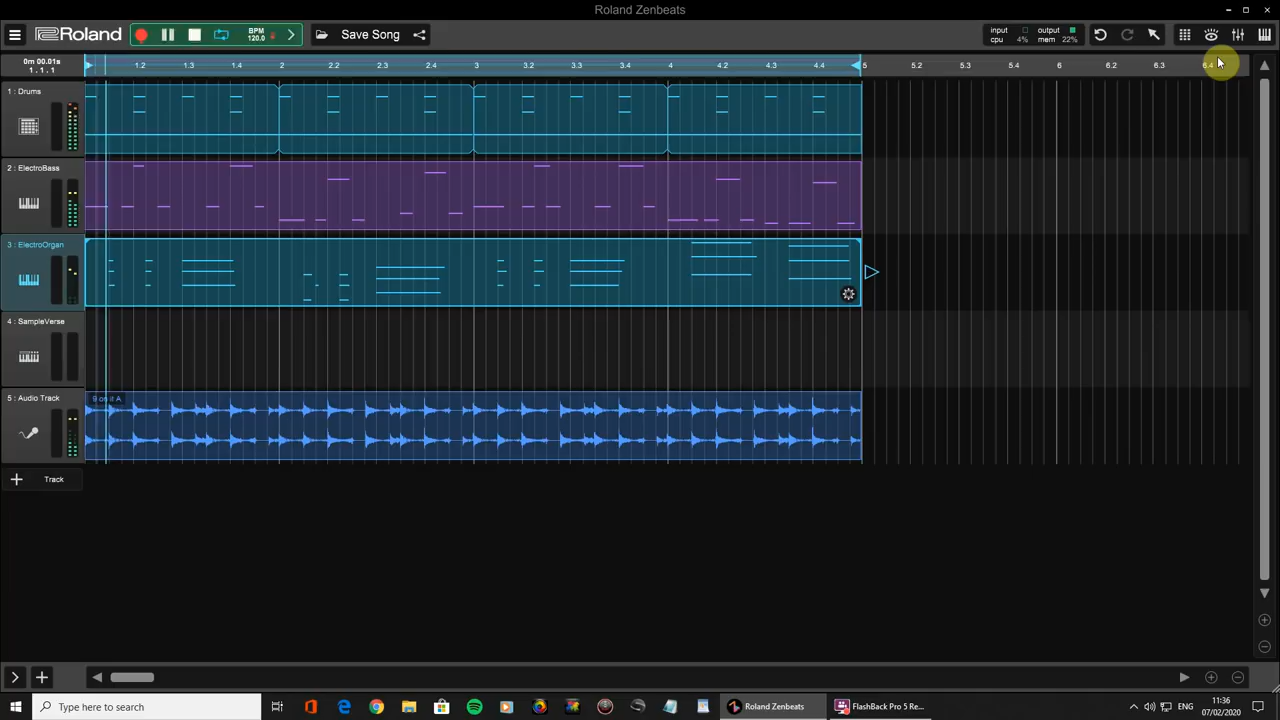 Roland Zenbeats
Roland
BPM
120.0
Save Song
input
cpu 4%
output
mem 22%
0m 00.01s
1 . 1 . 1
1.2 1.3 1.4 2 2.2 2.3 2.4 3 3.2 3.3 3.4 4 4.2 4.3 4.4 5 5.2 5.3 5.4 6 6.2 6.3 6.4
1 : Drums
2 : ElectroBass
3 : ElectroOrgan
4 : SampleVerse
5 : Audio Track
9 on it A
Track
Type here to search
Roland Zenbeats
FlashBack Pro 5 Re...
ENG
11:36
07/02/2020